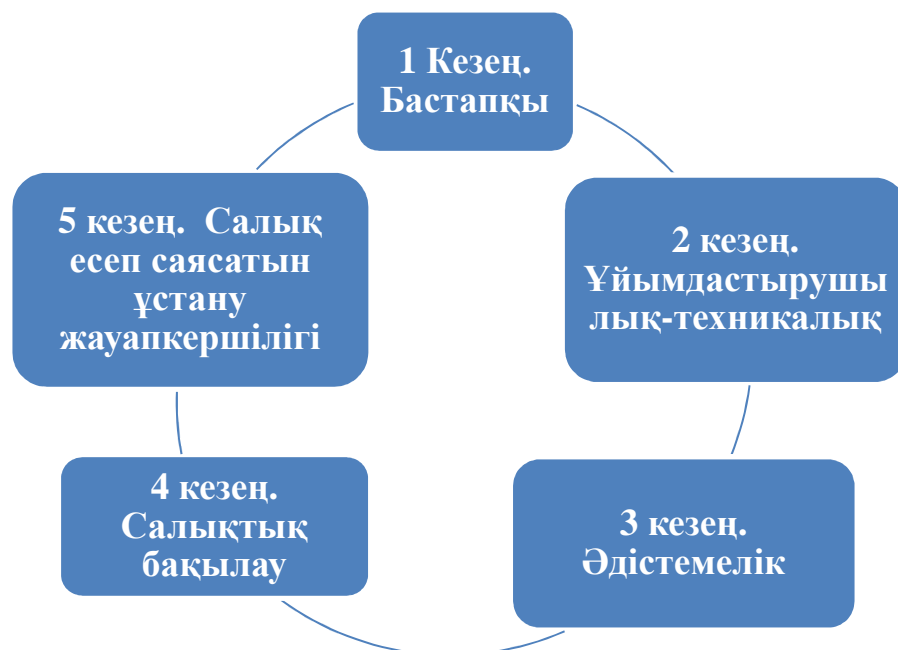 1 Кезең.
Бастапқы
2 кезең.
Ұйымдастырушы
лық-техникалық
3 кезең.
Әдістемелік
4 кезең.
Салықтық
бақылау
5 кезең.  Салық
есеп саясатын
ұстану
жауапкершілігі